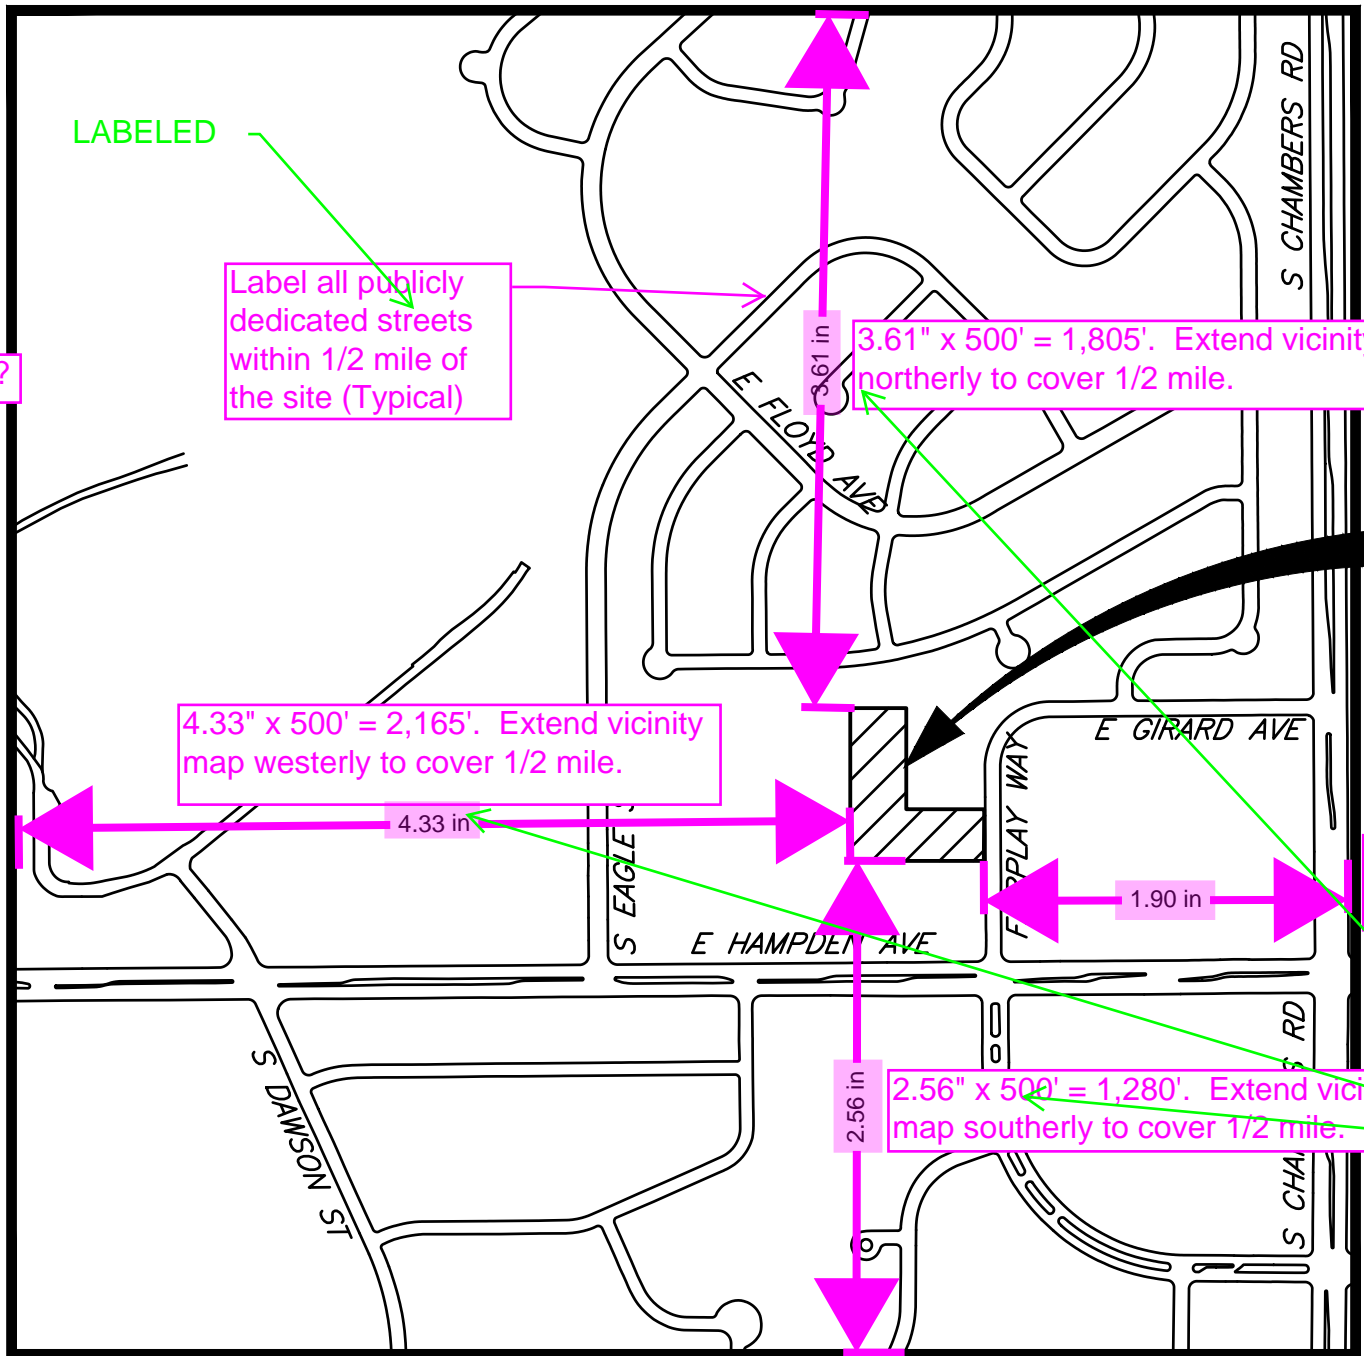 LABELED
S CHAMBERS RD
Label all publicly
dedicated streets
within 1/2 mile of
the site (Typical)
?
3.61 in
3.61" x 500' = 1,805'. Extend vicinity
northerly to cover 1/2 mile.
E FLOYD AVE
4.33" x 500' = 2,165'. Extend vicinity
map westerly to cover 1/2 mile.
E GIRARD AVE
4.33 in
S EAGLE
WAY
1.90 in
E HAMPDEN AVE
S DAWSON ST
2.56 in
2.56" x 500' = 1,280'. Extend
map southerly to cover 1/2 mile.
S RD